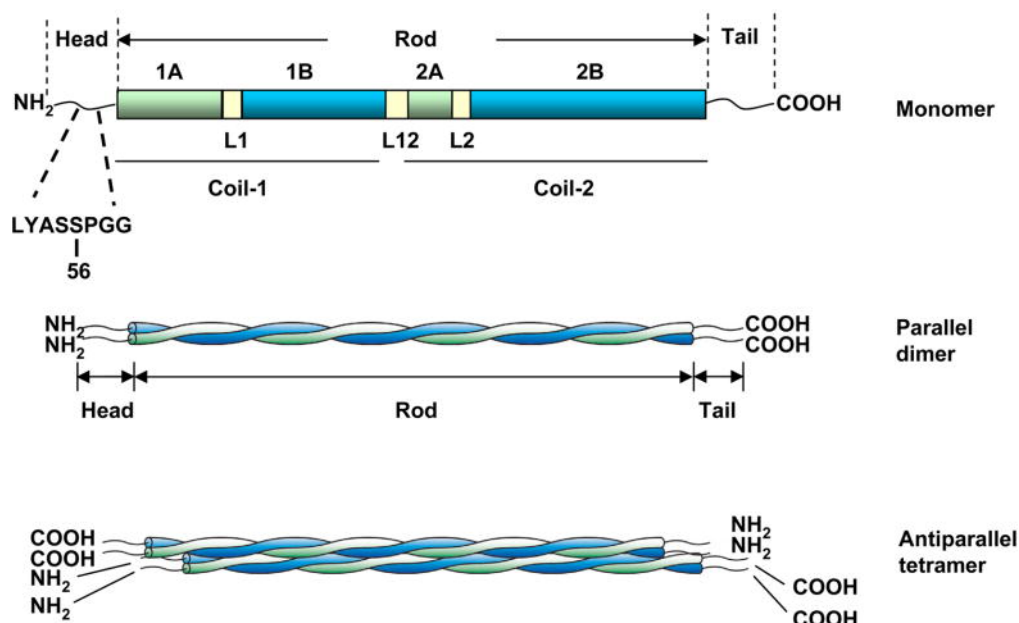 Head
Rod
Tail
1A
1B
2A
2B
NH2
COOH
Monomer
L1
L12
L2
Coil-1
Coil-2
LYASSPGG
56
NH2
NH2
COOH
COOH
Parallel
dimer
Head
Rod
Tail
COOH
COOH
NH2
NH2
NH2
NH2
COOH
COOH
Antiparallel
tetramer